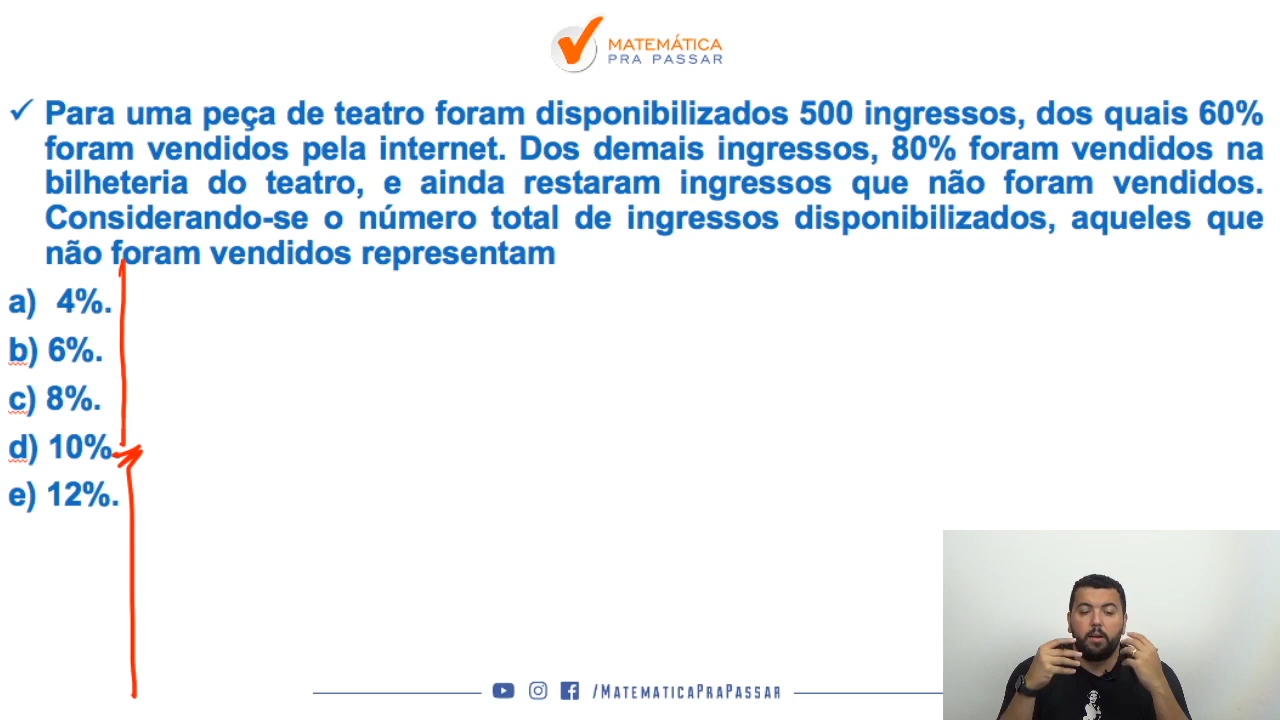 MATEMÁTICA
PRA PASSAR
✓ Para uma peça de teatro foram disponibilizados 500 ingressos, dos quais 60%
foram vendidos pela internet. Dos demais ingressos, 80% foram vendidos na
bilheteria do teatro, e ainda restaram ingressos que não foram vendidos.
Considerando-se o número total de ingressos disponibilizados, aqueles que
não foram vendidos representam
a) 4%.
b) 6%.
c) 8%.
d) 10%.
e) 12%.
/MATEMATICAPRAPASSAR